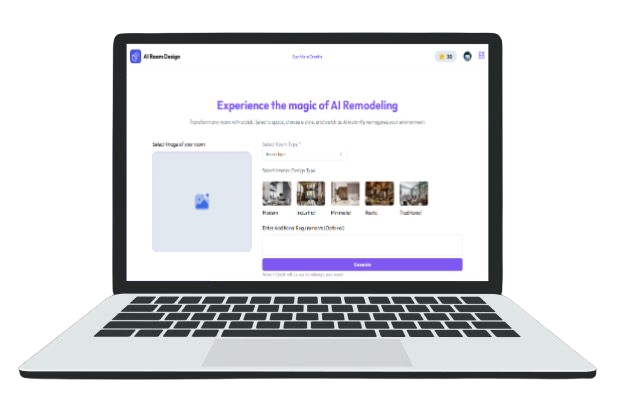 AI Room Design
Buy More Credits
Experience the magic of AI Remodeling
Transform any room with a click. Select a space, choose a style, and watch as AI instantly reimagines your environment.
Select Image of your room
Select Room Type *
Select Interior Design Type
Modern
Industrial
Minimalist
Rustic
Traditional
Enter Additional Requirements (Optional)
Generate